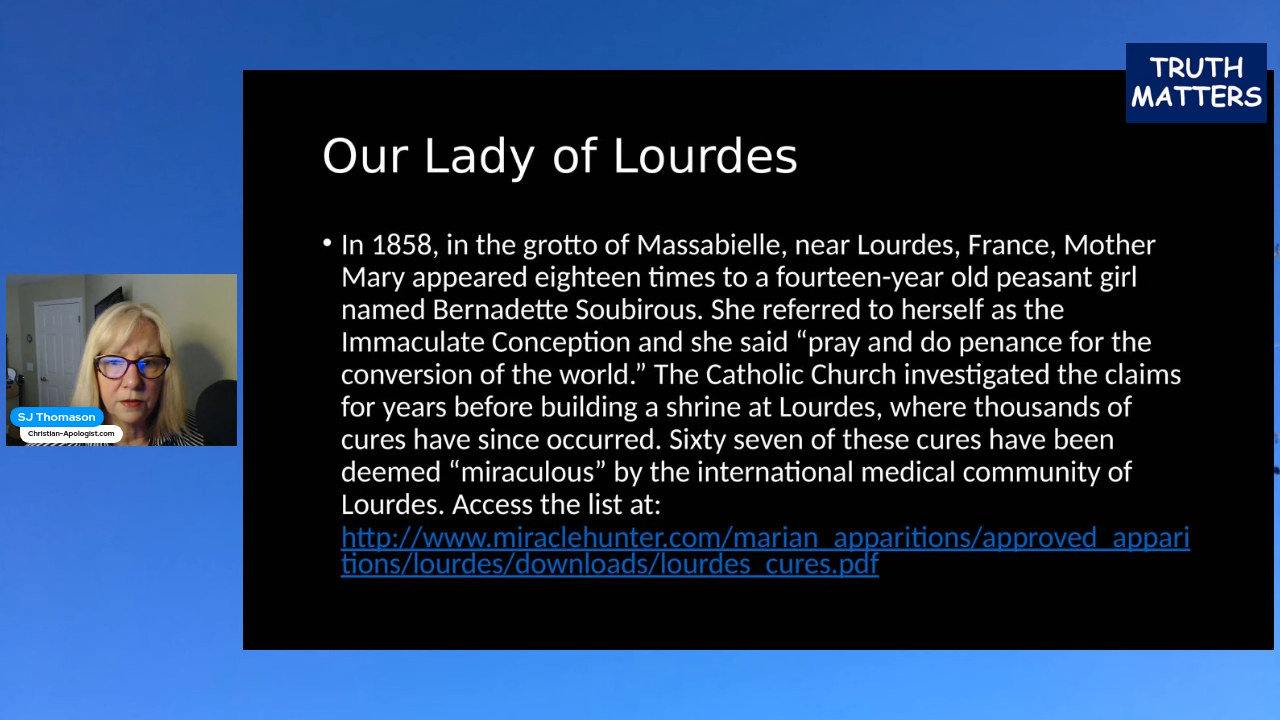 TRUTH
MATTERS
Our Lady of Lourdes
• In 1858, in the grotto of Massabielle, near Lourdes, France, Mother
Mary appeared eighteen times to a fourteen-year old peasant girl
named Bernadette Soubirous. She referred to herself as the
Immaculate Conception and she said “pray and do penance for the
conversion of the world.” The Catholic Church investigated the claims
for years before building a shrine at Lourdes, where thousands of
cures have since occurred. Sixty seven of these cures have been
deemed “miraculous” by the international medical community of
Lourdes. Access the list at:
http://www.miraclehunter.com/marian_apparitions/approved_appari
tions/lourdes/downloads/lourdes_cures.pdf
SJ Thomason
Christian-Apologist.com